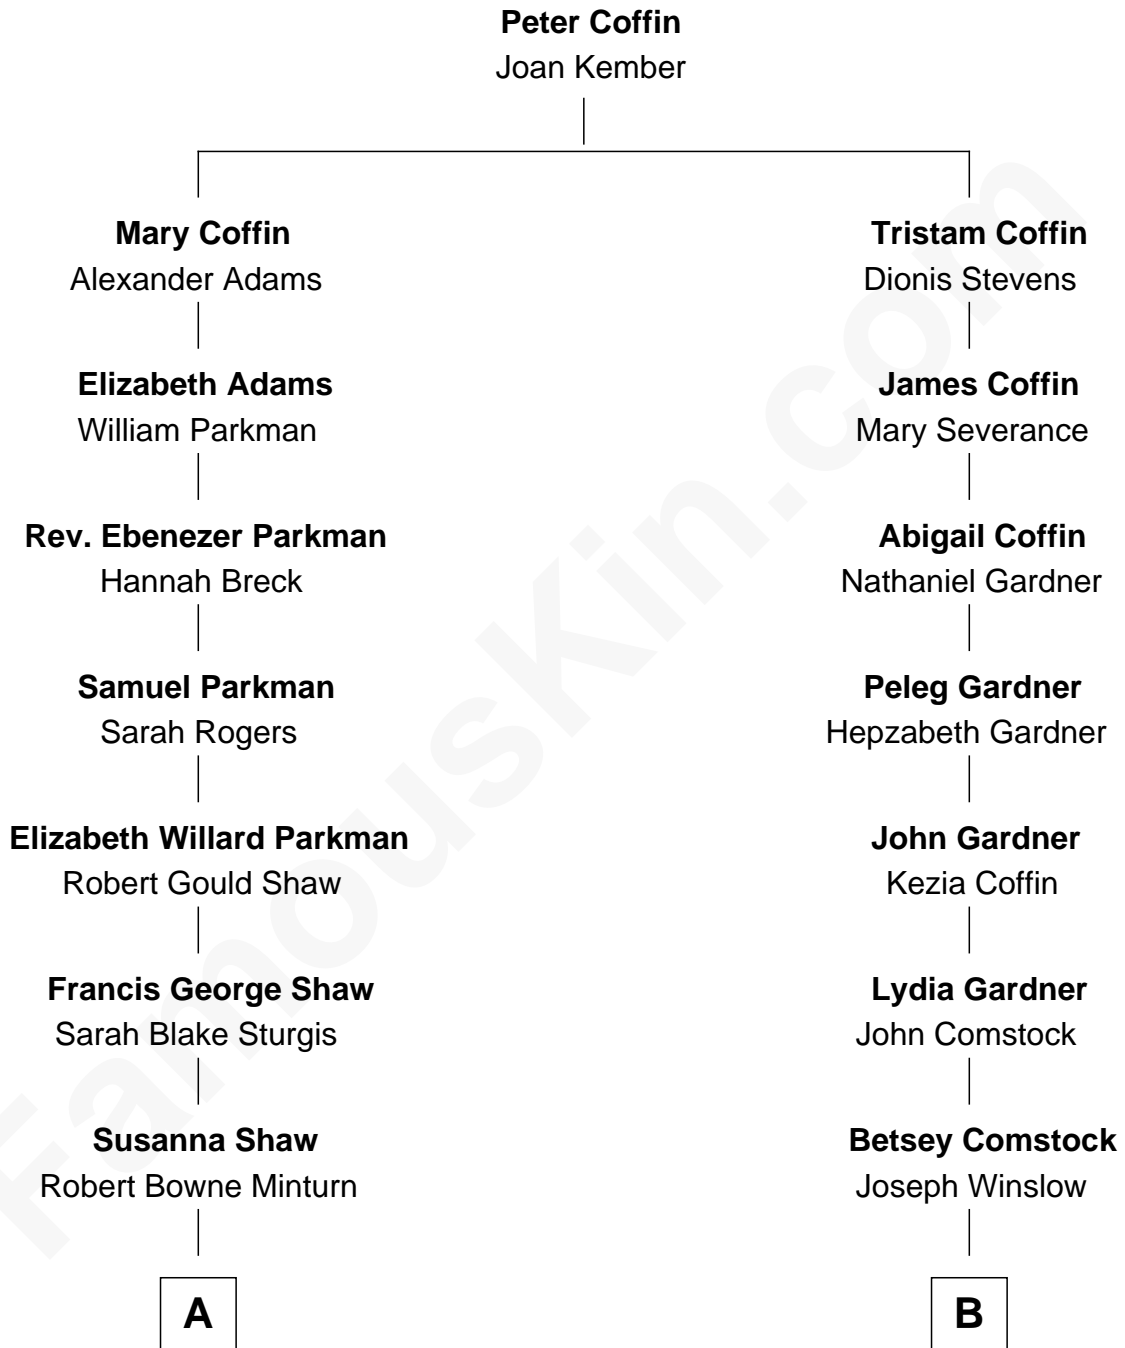 Peter Coffin
Joan Kember
Mary Coffin
Alexander Adams
Elizabeth Adams
William Parkman
Rev. Ebenezer Parkman
Hannah Breck
Samuel Parkman
Sarah Rogers
Elizabeth Willard Parkman
Robert Gould Shaw
Francis George Shaw
Sarah Blake Sturgis
Susanna Shaw
Robert Bowne Minturn
A
Tristam Coffin
Dionis Stevens
James Coffin
Mary Severance
Abigail Coffin
Nathaniel Gardner
Peleg Gardner
Hepzabeth Gardner
John Gardner
Kezia Coffin
Lydia Gardner
John Comstock
Betsey Comstock
Joseph Winslow
B
FamousKin.com